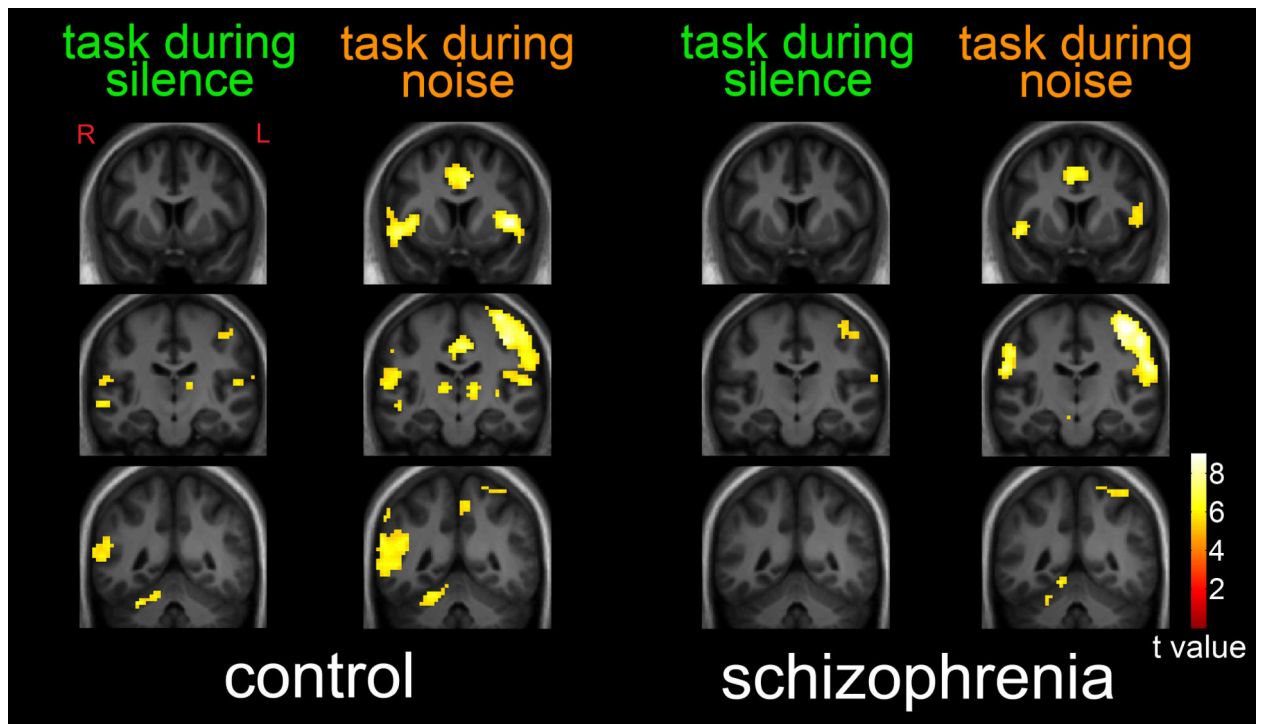 task during
silence
task during
noise
task during
silence
task during
noise
R
L
8
6
4
2
t value
control
schizophrenia